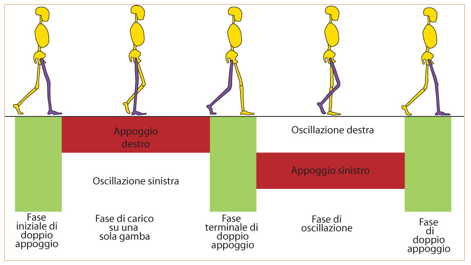 Appoggio
destro
Oscillazione destra
Oscillazione sinistra
Appoggio sinistro
Fase
iniziale di
doppio
appoggio
Fase di carico
su una
sola gamba
Fase
terminale di
doppio
appoggio
Fase di
oscillazione
Fase
di
doppio
appoggio